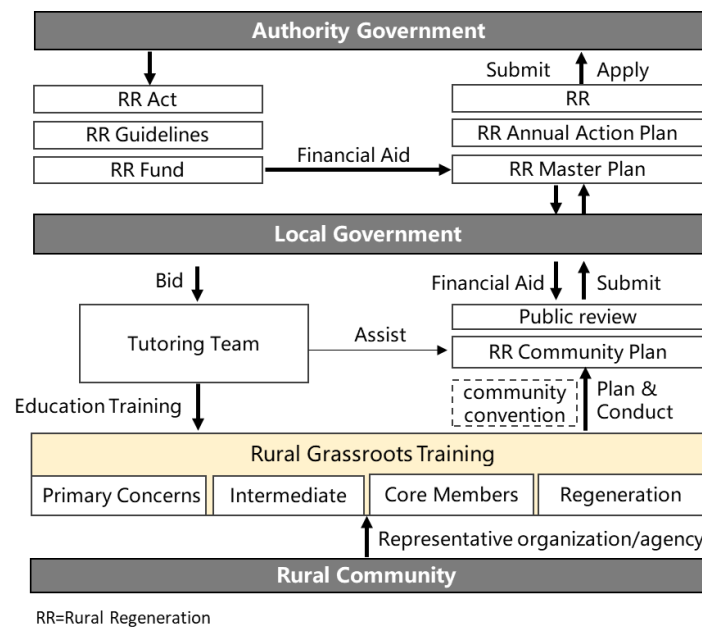 Authority Government
Submit
Apply
RR Act
RR Guidelines
RR Fund
Financial Aid
RR
RR Annual Action Plan
RR Master Plan
Local Government
Bid
Financial Aid
Submit
Tutoring Team
Assist
Public review
RR Community Plan
Education Training
community
convention
Plan &
Conduct
Rural Grassroots Training
Primary Concerns
Intermediate
Core Members
Regeneration
Representative organization/agency
Rural Community
RR=Rural Regeneration